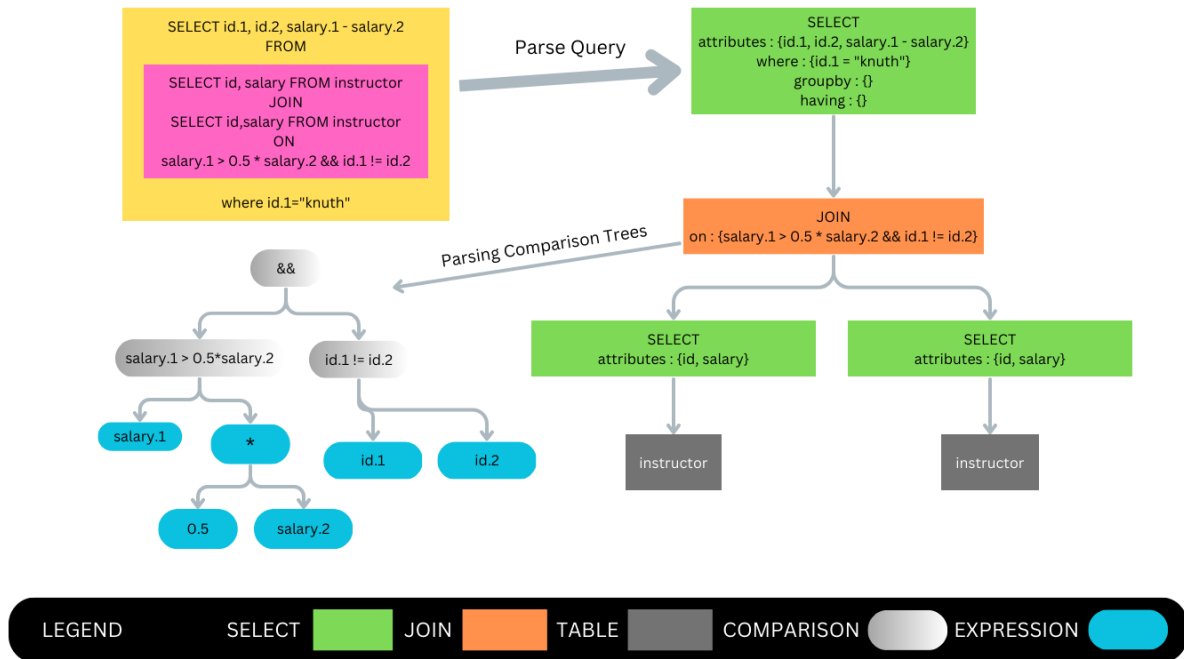 SELECT id.1, id.2, salary.1 - salary.2
FROM
SELECT id, salary FROM instructor
JOIN
SELECT id,salary FROM instructor
ON
salary.1 > 0.5 * salary.2 && id.1 != id.2
where id.1="knuth"
Parse Query
SELECT
attributes : {id.1, id.2, salary.1 - salary.2}
where : {id.1 = "knuth"}
groupby : {}
having : {}
JOIN
on : {salary.1 > 0.5 * salary.2 && id.1 != id.2}
Parsing Comparison Trees
&&
salary.1 > 0.5*salary.2
id.1 != id.2
salary.1
*
id.1
id.2
0.5
salary.2
SELECT
attributes : {id, salary}
SELECT
attributes : {id, salary}
instructor
instructor
LEGEND SELECT JOIN TABLE COMPARISON EXPRESSION